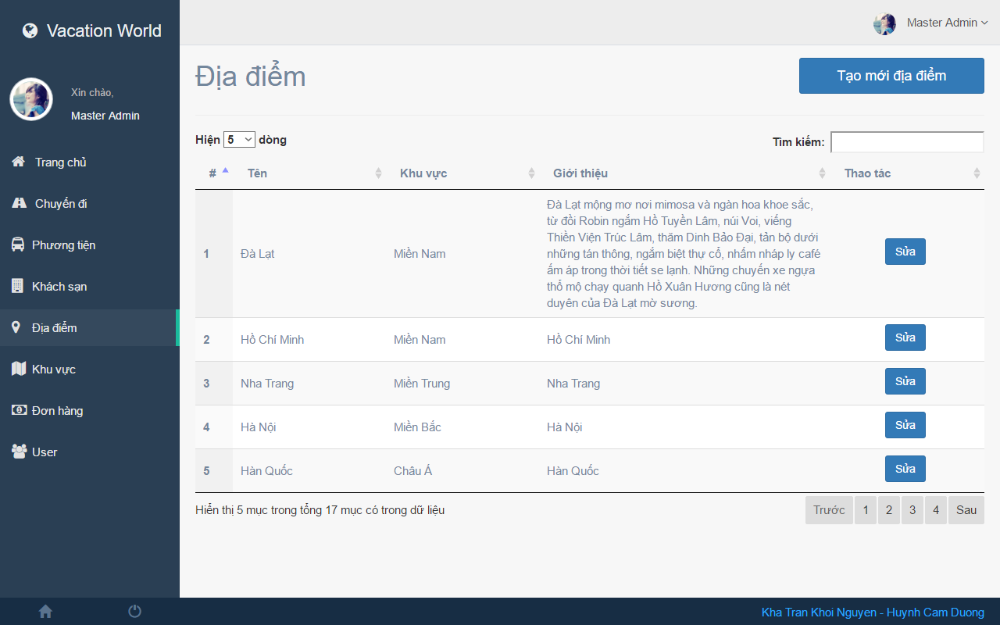 Vacation World
Master Admin
Xin chào,
Master Admin
Trang chủ
Chuyến đi
Phương tiện
Khách sạn
Địa điểm
Khu vực
Đơn hàng
User
Địa điểm
Tạo mới địa điểm
Hiện 5 dòng
Tìm kiếm:
# Tên Khu vực Giới thiệu Thao tác
1 Đà Lạt Miền Nam
Đà Lạt mộng mơ nơi mimosa và ngàn hoa khoe sắc,
từ đồi Robin ngắm Hồ Tuyền Lâm, núi Voi, viếng
Thiền Viện Trúc Lâm, thăm Dinh Bảo Đại, tản bộ dưới
những tán thông, ngắm biệt thự cổ, nhấm nháp ly café
ấm áp trong thời tiết se lạnh. Những chuyến xe ngựa
thổ mộ chạy quanh Hồ Xuân Hương cũng là nét
duyên của Đà Lạt mờ sương.
Sửa
2 Hồ Chí Minh Miền Nam Hồ Chí Minh Sửa
3 Nha Trang Miền Trung Nha Trang Sửa
4 Hà Nội Miền Bắc Hà Nội Sửa
5 Hàn Quốc Châu Á Hàn Quốc Sửa
Hiển thị 5 mục trong tổng 17 mục có trong dữ liệu
Trước 1 2 3 4 Sau
Kha Tran Khoi Nguyen - Huynh Cam Duong